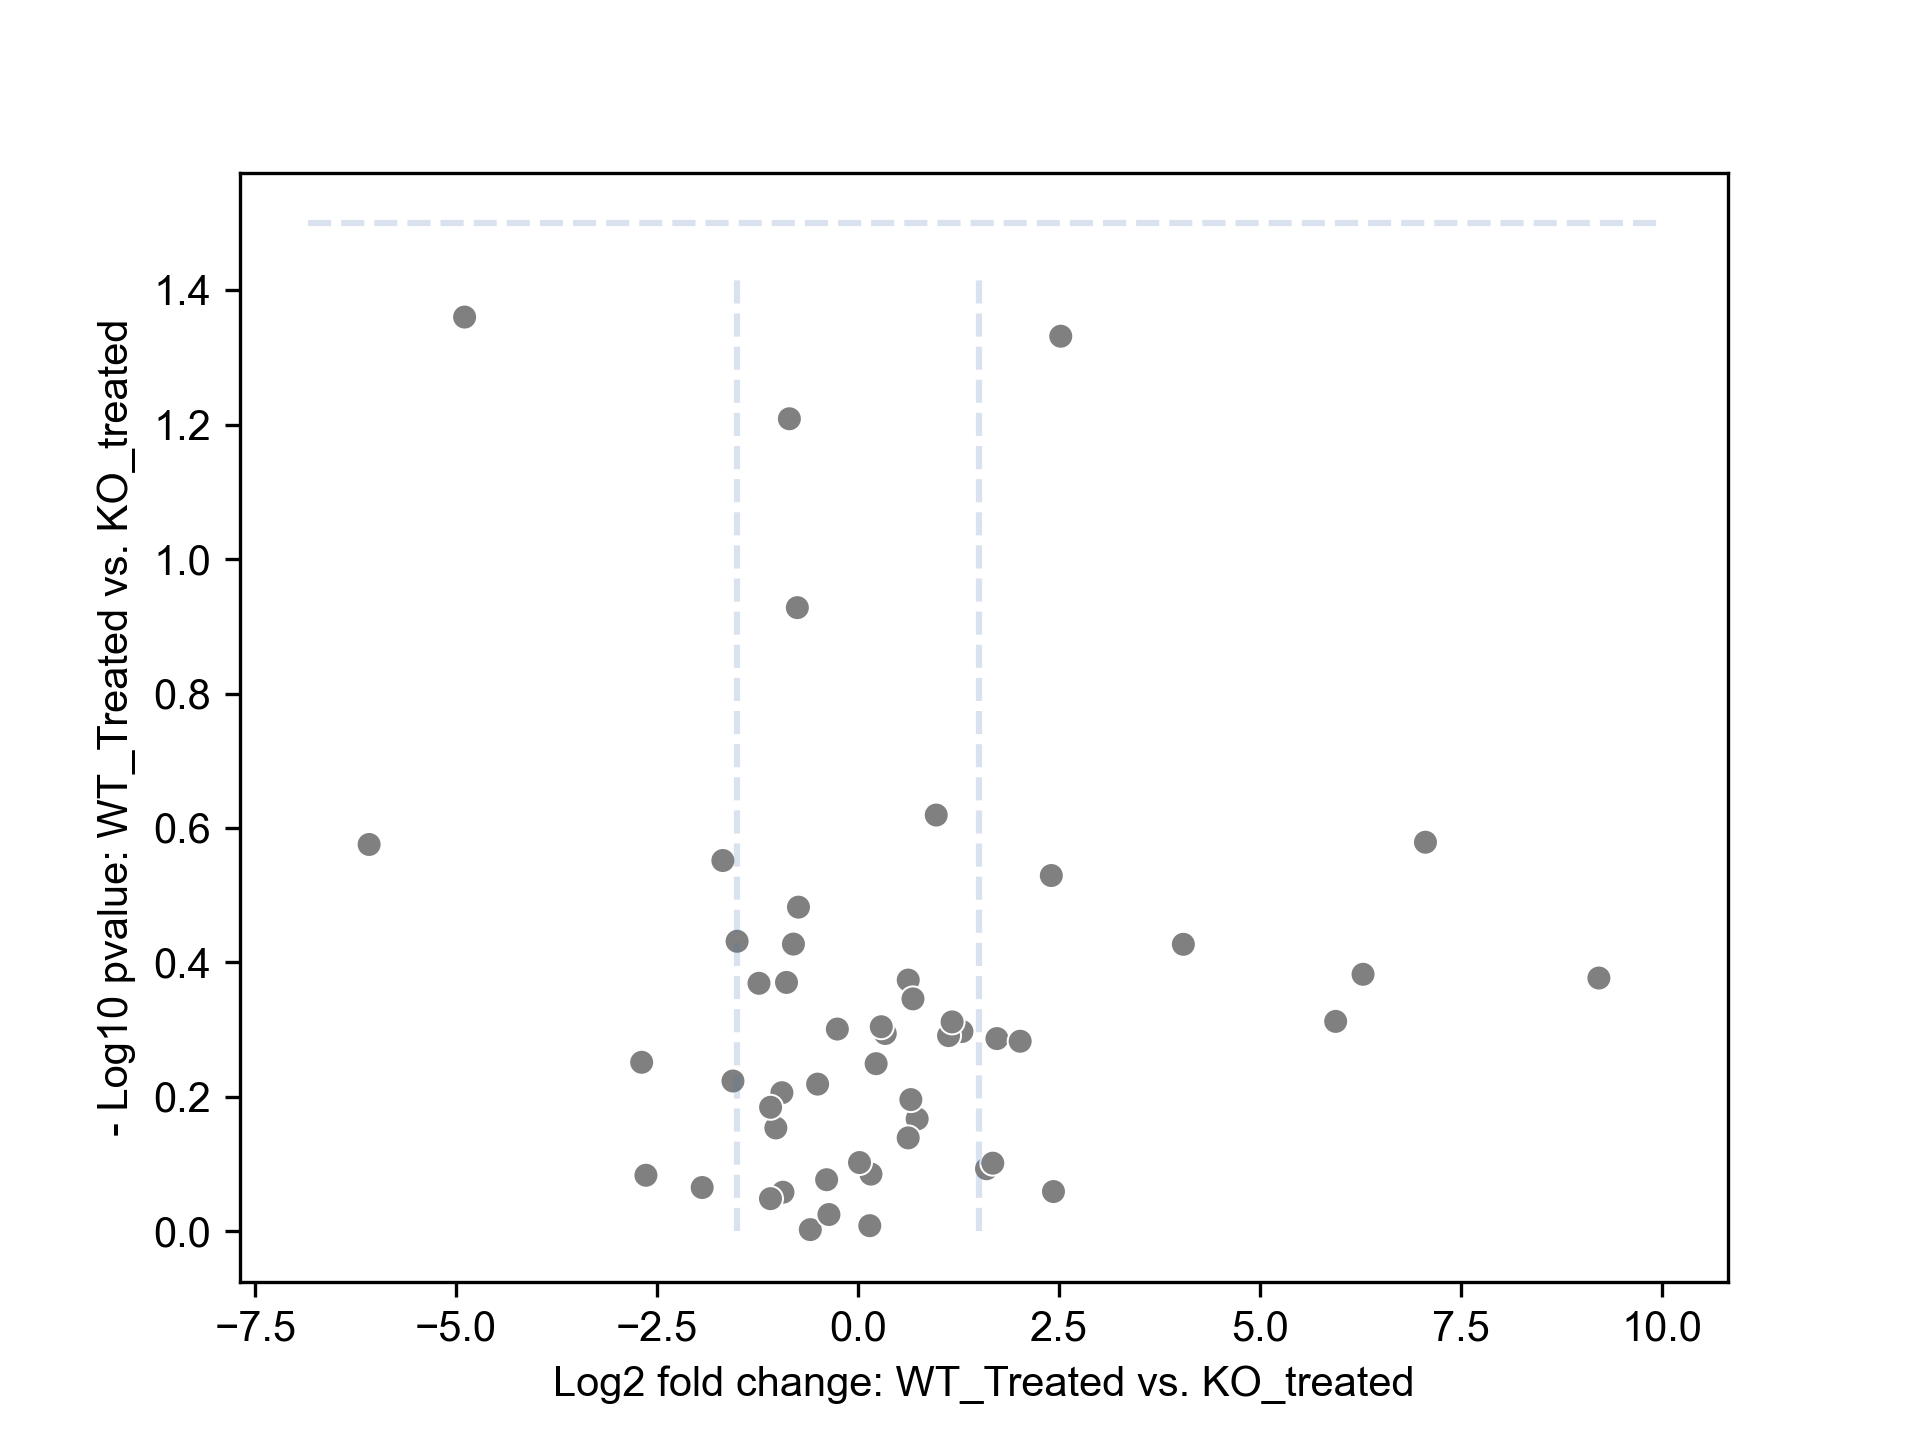 - Log10 pvalue: WT_Treated vs. KO_treated
1.4
1.2
1.0
0.8
0.6
0.4
0.2
0.0
−7.5 −5.0 −2.5 0.0 2.5 5.0 7.5 10.0
Log2 fold change: WT_Treated vs. KO_treated